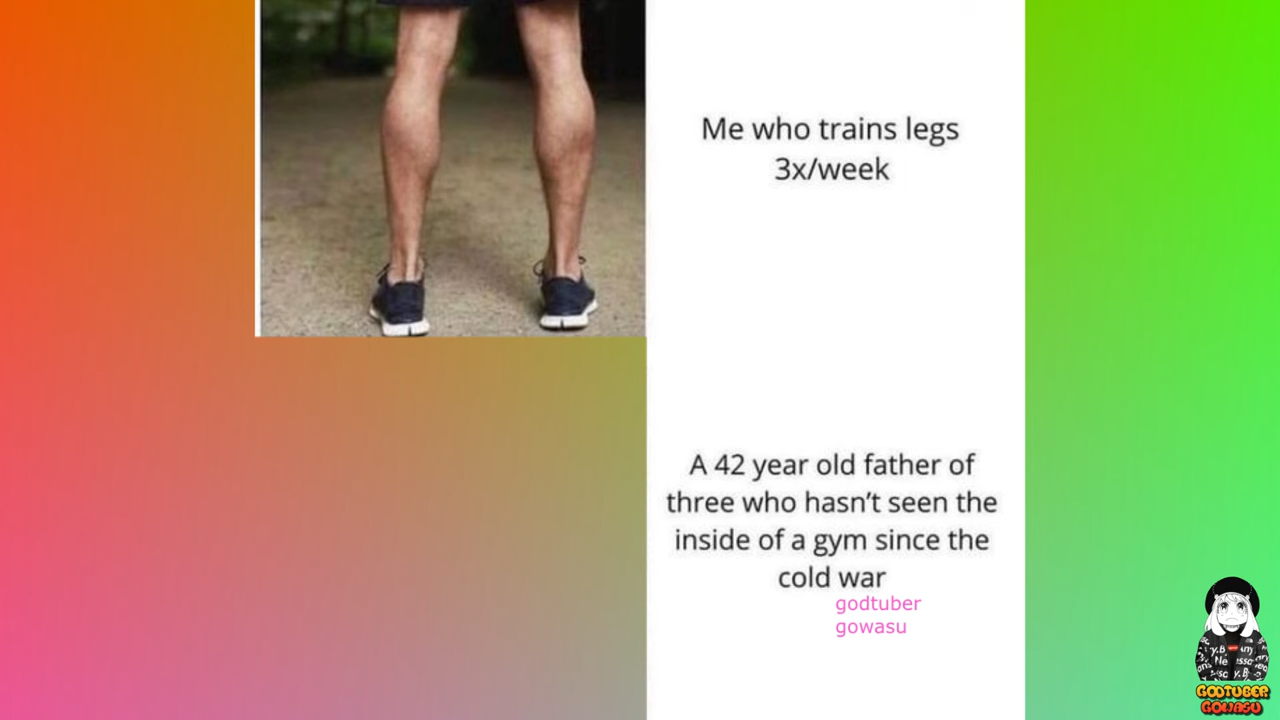 Me who trains legs
3x/week
A 42 year old father of
three who hasn't seen the
inside of a gym since the
cold war
godtuber
gowasu
GODTUBER
GOWASU